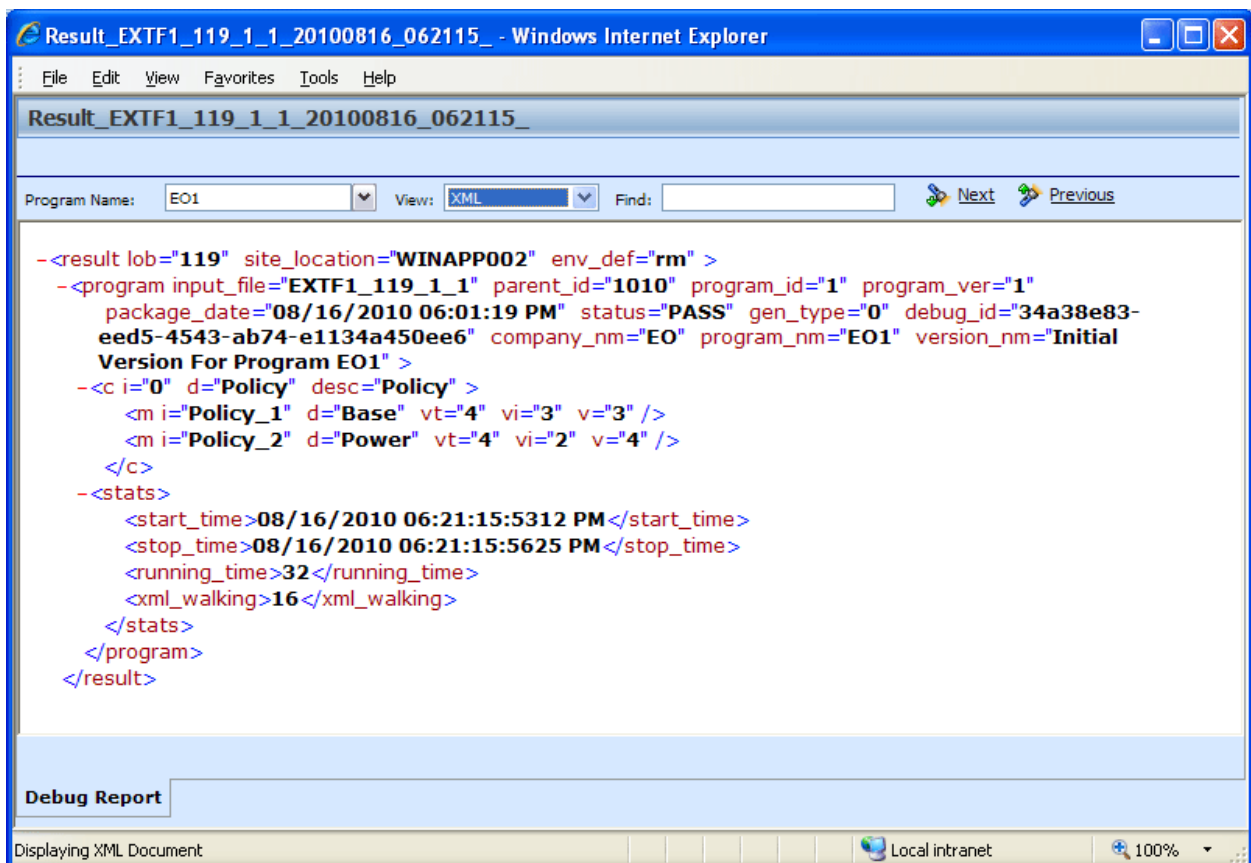 Result_EXTF1_119_1_1_20100816_062115_ - Windows Internet Explorer
File Edit View Favorites Tools Help
Result_EXTF1_119_1_1_20100816_062115_
Program Name: EO1 View: XML Find: Next Previous
-<result lob="119" site_location="WINAPP002" env_def="rm" >
-<program input_file="EXTF1_119_1_1" parent_id="1010" program_id="1" program_ver="1"
package_date="08/16/2010 06:01:19 PM" status="PASS" gen_type="0" debug_id="34a38e83-
eed5-4543-ab74-e1134a450ee6" company_nm="EO" program_nm="EO1" version_nm="Initial
Version For Program EO1" >
-<c i="0" d="Policy" desc="Policy" >
<m i="Policy_1" d="Base" vt="4" vi="3" v="3" />
<m i="Policy_2" d="Power" vt="4" vi="2" v="4" />
</c>
-<stats>
<start_time>08/16/2010 06:21:15:5312 PM</start_time>
<stop_time>08/16/2010 06:21:15:5625 PM</stop_time>
<running_time>32</running_time>
<xml_walking>16</xml_walking>
</stats>
</program>
</result>
Debug Report
Displaying XML Document Local intranet 100%